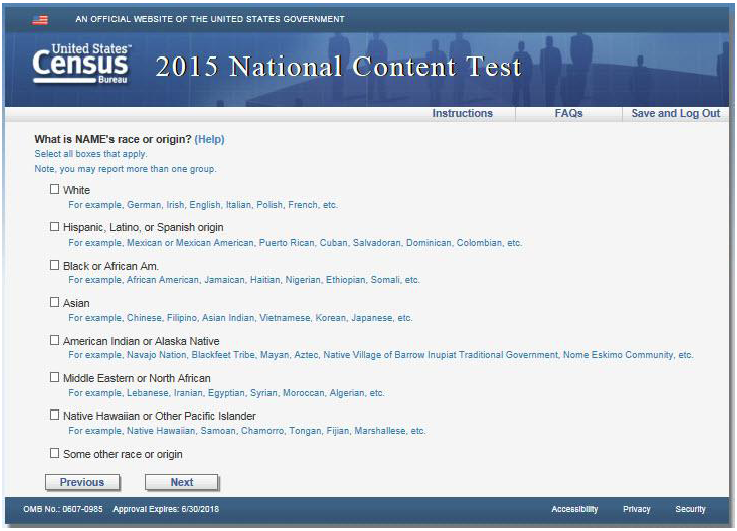 AN OFFICIAL WEBSITE OF THE UNITED STATES GOVERNMENT
United States™
Census
Bureau
2015 National Content Test
Instructions FAQs Save and Log Out
What is NAME's race or origin? (Help)
Select all boxes that apply.
Note, you may report more than one group.
White
For example, German, Irish, English, Italian, Polish, French, etc.
Hispanic, Latino, or Spanish origin
For example, Mexican or Mexican American, Puerto Rican, Cuban, Salvadoran, Dominican, Colombian, etc.
Black or African Am.
For example, African American, Jamaican, Haitian, Nigerian, Ethiopian, Somali, etc.
Asian
For example, Chinese, Filipino, Asian Indian, Vietnamese, Korean, Japanese, etc.
American Indian or Alaska Native
For example, Navajo Nation, Blackfeet Tribe, Mayan, Aztec, Native Village of Barrow Inupiat Traditional Government, Nome Eskimo Community, etc.
Middle Eastern or North African
For example, Lebanese, Iranian, Egyptian, Syrian, Moroccan, Algerian, etc.
Native Hawaiian or Other Pacific Islander
For example, Native Hawaiian, Samoan, Chamorro, Tongan, Fijian, Marshallese, etc.
Some other race or origin
Previous Next
OMB No.: 0607-0985 Approval Expires: 6/30/2018 Accessibility Privacy Security